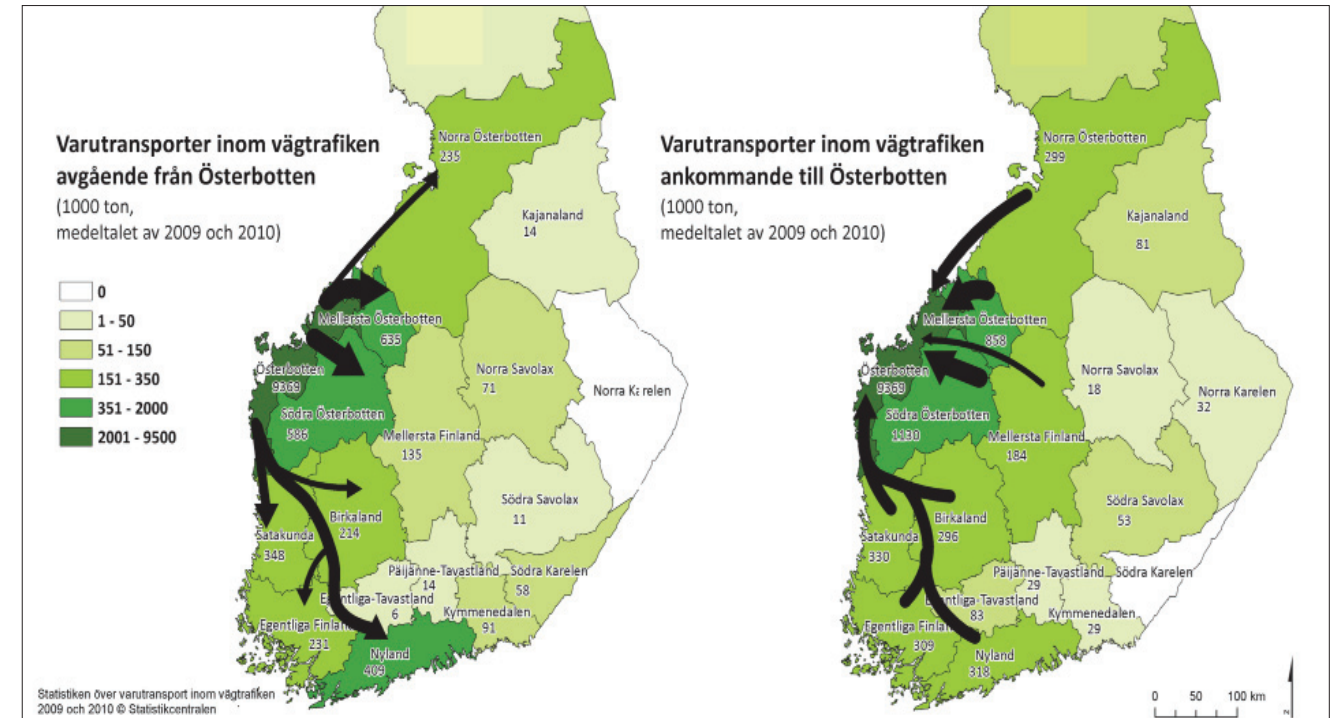 Varutransporter inom vägtrafiken
avgående från Österbotten
(1000 ton,
medeltalet av 2009 och 2010)
0
1 - 50
51 - 150
151 - 350
351 - 2000
2001 - 9500
Norra Österbotten
235
Kajanaland
14
Mellersta Österbotten
635
Österbotten
9369
Norra Savolax
71
Norra Karelen
Södra Österbotten
586
Mellersta Finland
135
Södra Savolax
11
Birkaland
214
Satakunda
348
Päijänne-Tavastland
14
Södra Karelen
58
Egentliga-Tavastland
6
Kymmenedalen
91
Egentliga Finland
231
Nyland
409
Statistiken över varutransport inom vägtrafiken
2009 och 2010 © Statistikcentralen
Varutransporter inom vägtrafiken
ankommande till Österbotten
(1000 ton,
medeltalet av 2009 och 2010)
Norra Österbotten
299
Kajanaland
81
Mellersta Österbotten
858
Österbotten
9369
Norra Savolax
18
Norra Karelen
32
Södra Österbotten
1130
Mellersta Finland
184
Södra Savolax
53
Birkaland
296
Satakunda
330
Päijänne-Tavastland
29
Södra Karelen
Egentliga-Tavastland
83
Kymmenedalen
29
Egentliga Finland
309
Nyland
318
0 50 100 km
N